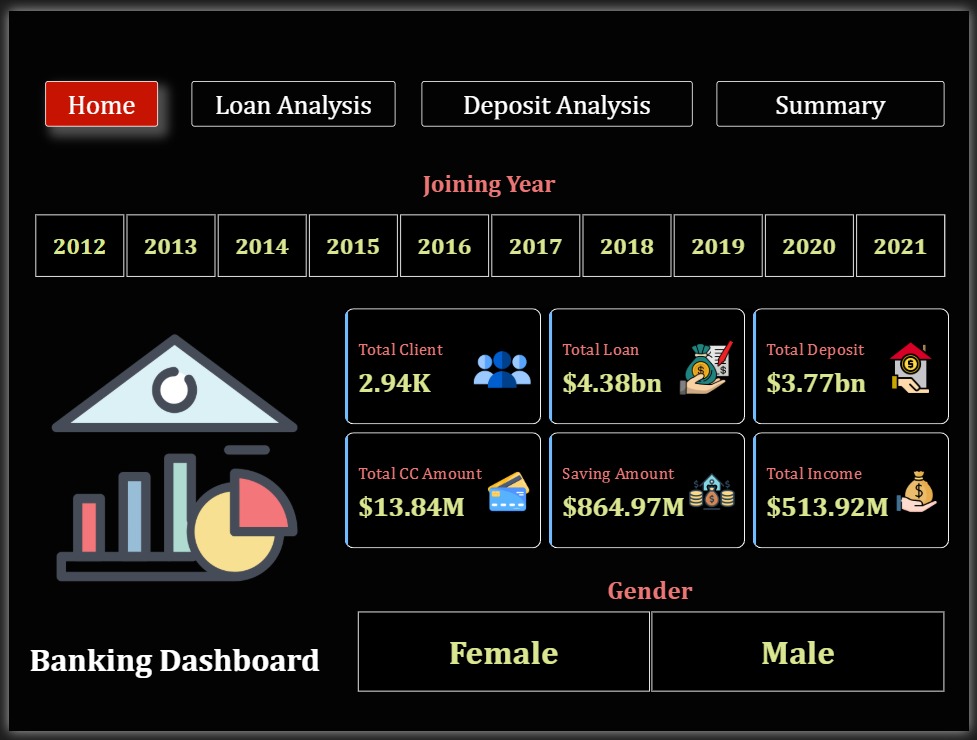 Home Loan Analysis Deposit Analysis Summary
Joining Year
2012 2013 2014 2015 2016 2017 2018 2019 2020 2021
Total Client Total Loan Total Deposit
2.94K $4.38bn $3.77bn
Total CC Amount Saving Amount Total Income
$13.84M $864.97M $513.92M
Gender
Female Male
Banking Dashboard